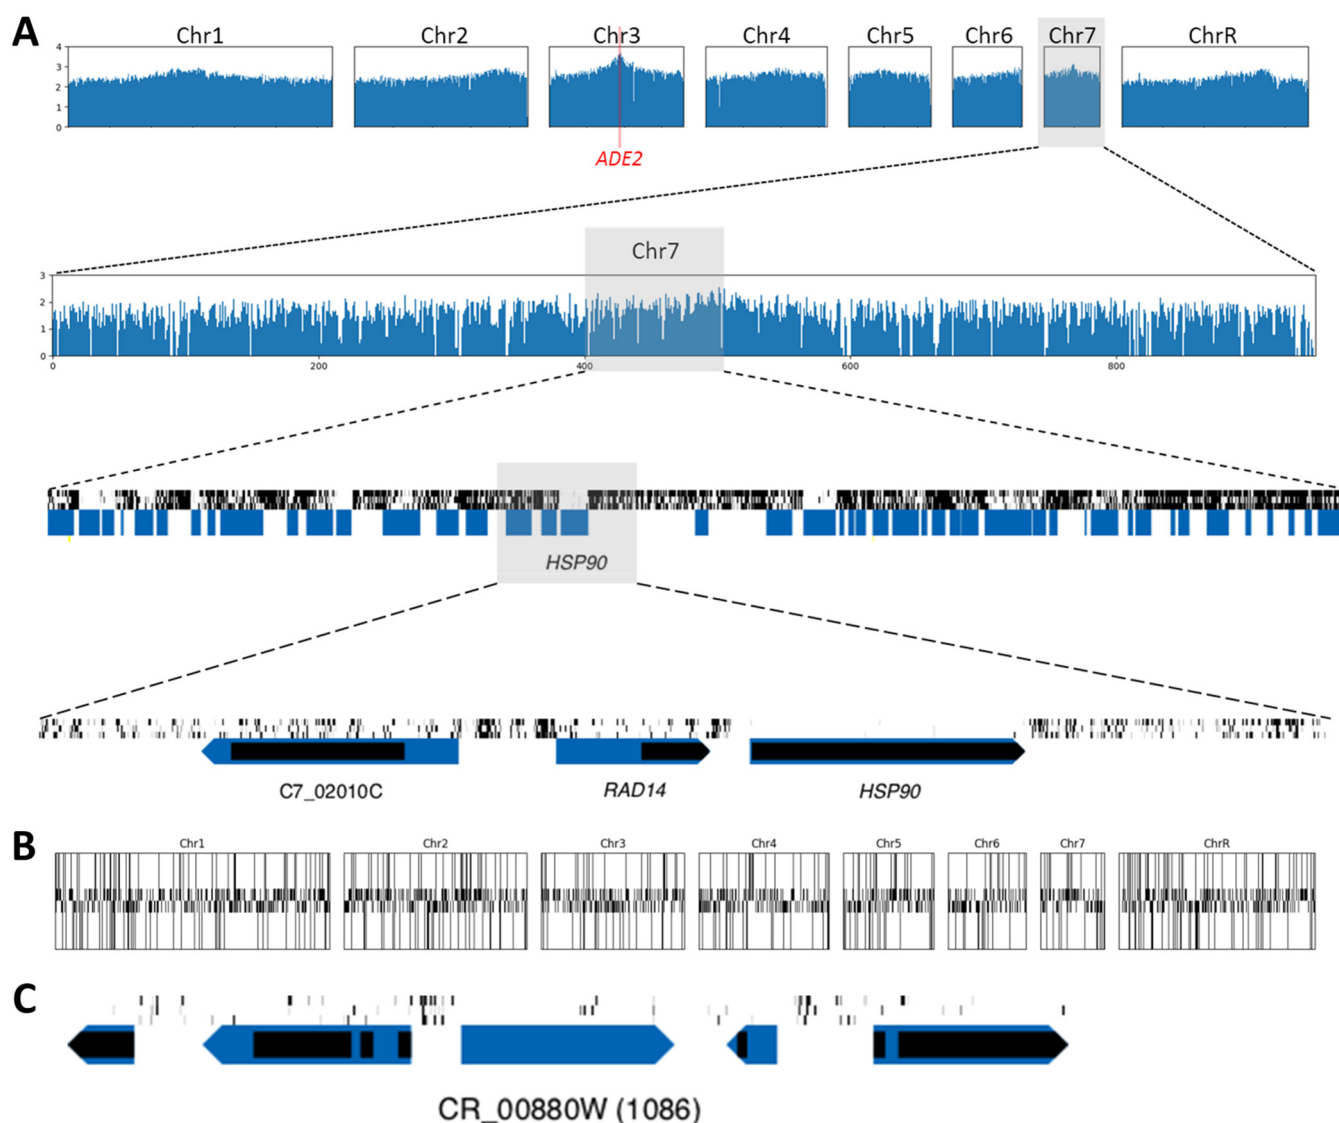 A
Chr1 Chr2 Chr3 Chr4 Chr5 Chr6 Chr7 ChrR
4
3
2
1
0
ADE2
Chr7
3
2
1
0
0 200 400 600 800
HSP90
C7_02010C RAD14 HSP90
B
Chr1 Chr2 Chr3 Chr4 Chr5 Chr6 Chr7 ChrR
C
CR_00880W (1086)